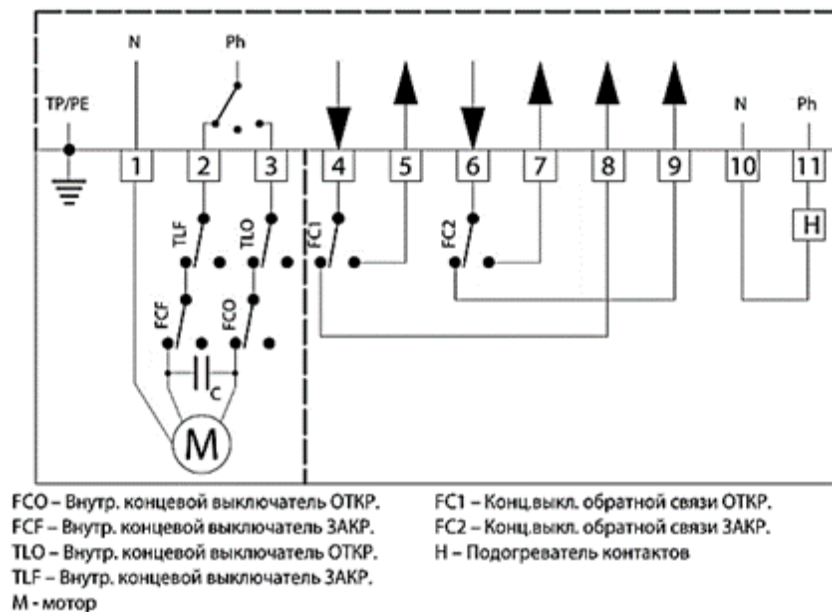 N Ph
TP/PE N Ph
1 2 3 4 5 6 7 8 9 10 11
TLF TLO FC1 FC2 H
FCF FCO
C
M
FCO – Внутр. концевой выключатель ОТКР.
FCF – Внутр. концевой выключатель ЗАКР.
TLO – Внутр. концевой выключатель ОТКР.
TLF – Внутр. концевой выключатель ЗАКР.
M - мотор
FC1 – Конц.выкл. обратной связи ОТКР.
FC2 – Конц.выкл. обратной связи ЗАКР.
H – Подогреватель контактов